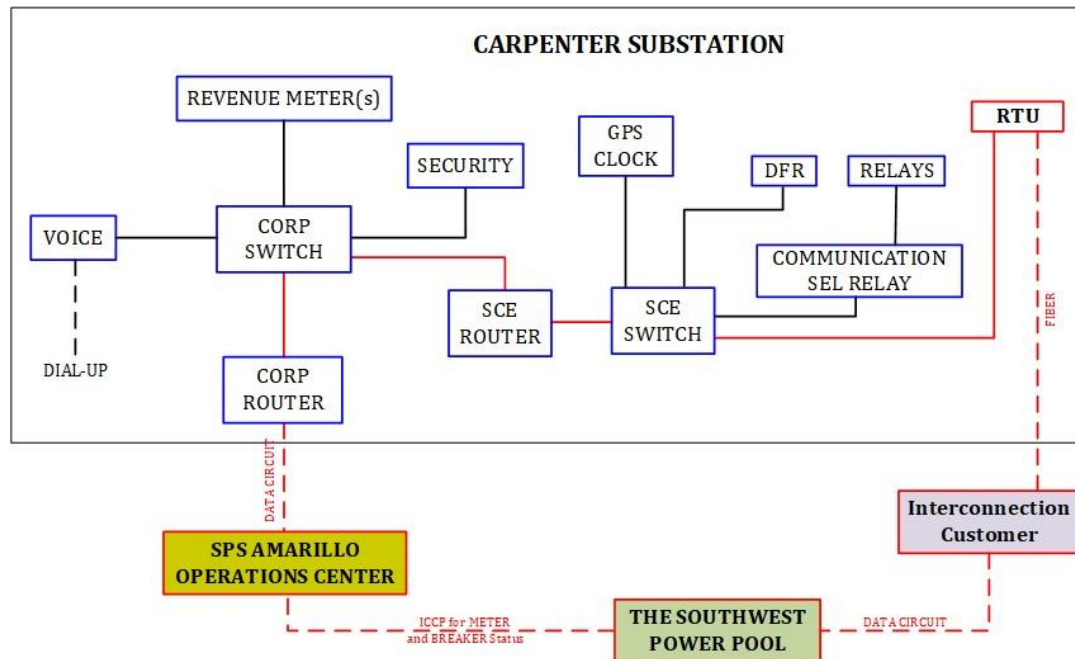 CARPENTER SUBSTATION
REVENUE METER(s)
SECURITY
GPS
CLOCK
DFR
RELAYS
RTU
VOICE
CORP
SWITCH
COMMUNICATION
SEL RELAY
SCE
ROUTER
SCE
SWITCH
FIBER
DIAL-UP
CORP
ROUTER
DATA CIRCUIT
Interconnection
Customer
SPS AMARILLO
OPERATIONS CENTER
ICCP for METER
and BREAKER Status
THE SOUTHWEST
POWER POOL
DATA CIRCUIT